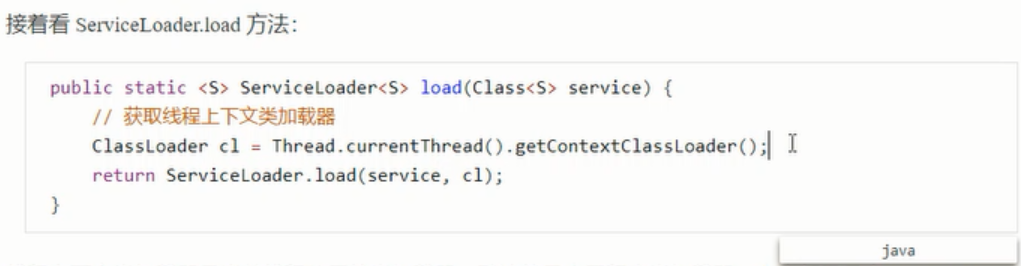 接着看 ServiceLoader.load 方法：
public static <S> ServiceLoader<S> load(Class<S> service) {
    // 获取线程上下文类加载器
    ClassLoader cl = Thread.currentThread().getContextClassLoader();
    return ServiceLoader.load(service, cl);
}
java